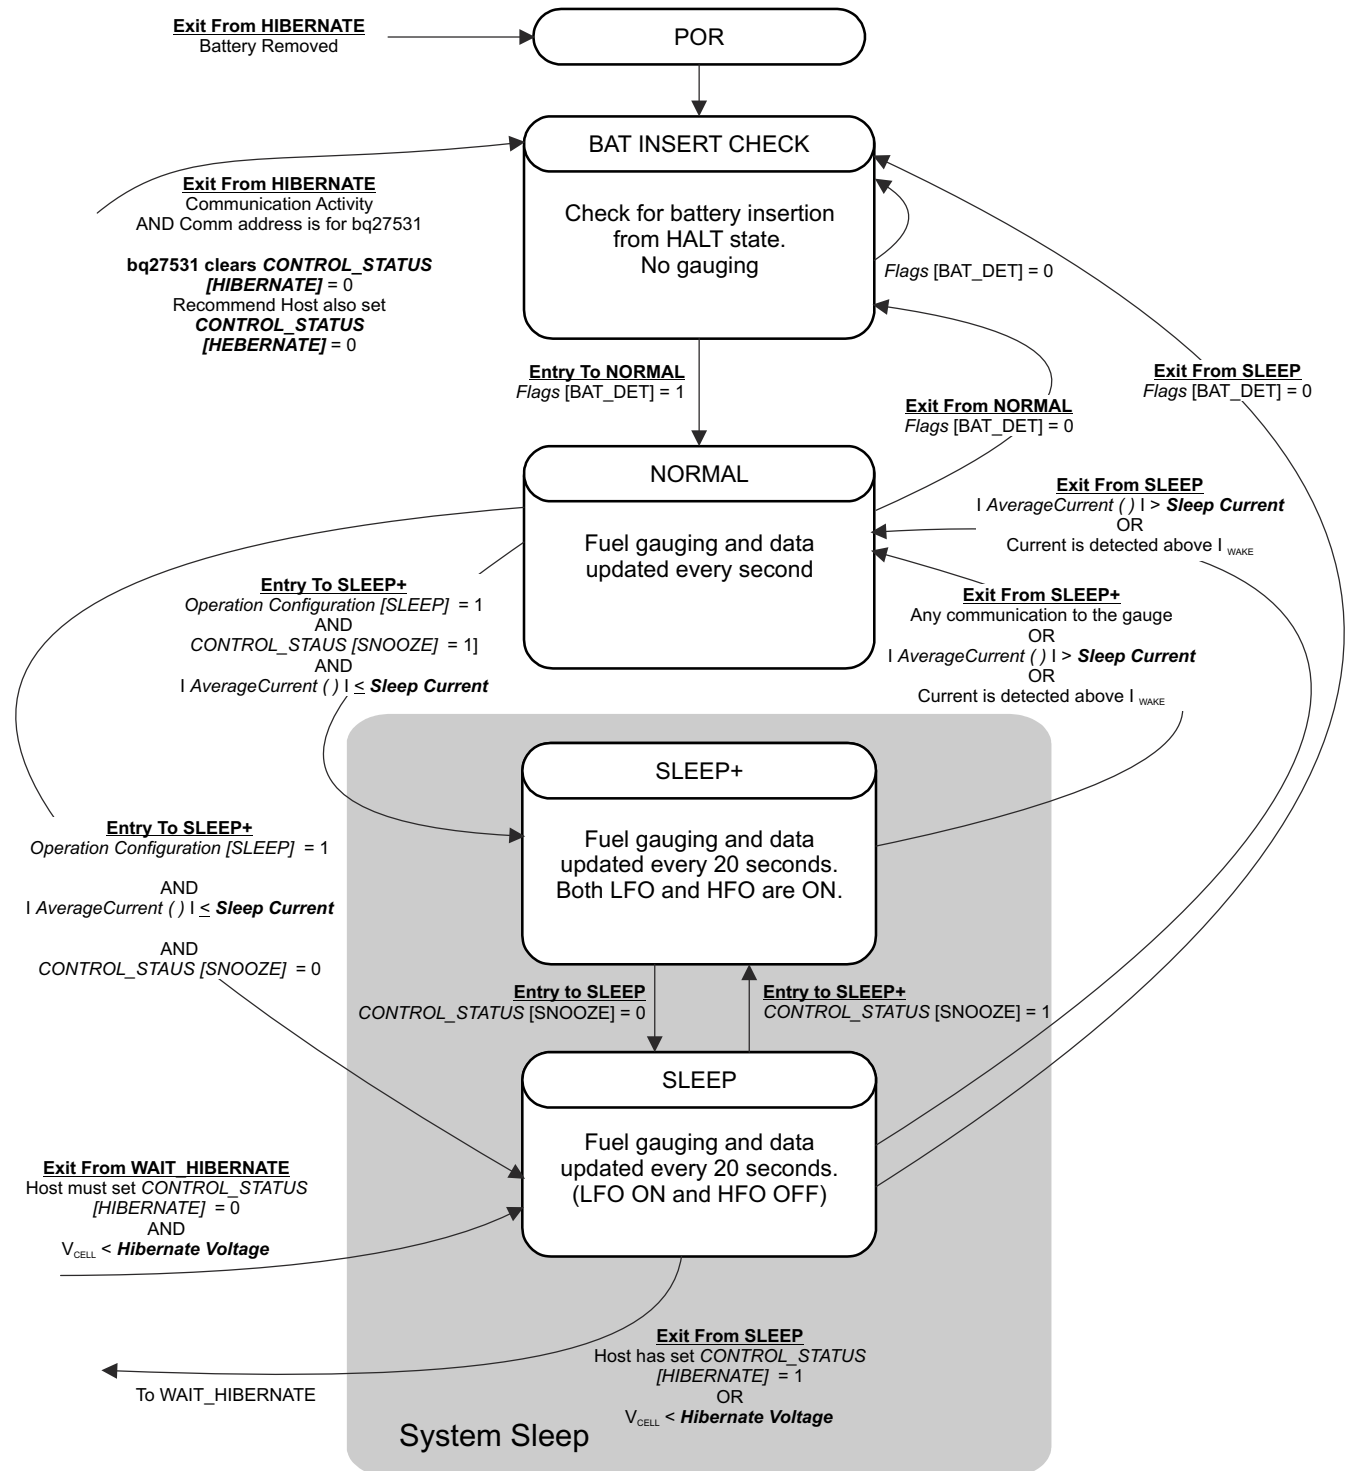 Exit From HIBERNATE
Battery Removed
POR
BAT INSERT CHECK
Check for battery insertion
from HALT state.
No gauging
Exit From HIBERNATE
Communication Activity
AND Comm address is for bq27531
bq27531 clears CONTROL_STATUS
[HIBERNATE] = 0
Recommend Host also set
CONTROL_STATUS
[HEBERNATE] = 0
Flags [BAT_DET] = 0
Entry To NORMAL
Flags [BAT_DET] = 1
Exit From NORMAL
Flags [BAT_DET] = 0
Exit From SLEEP
Flags [BAT_DET] = 0
NORMAL
Fuel gauging and data
updated every second
Exit From SLEEP
I AverageCurrent ( ) I > Sleep Current
OR
Current is detected above I WAKE
Entry To SLEEP+
Operation Configuration [SLEEP] = 1
AND
CONTROL_STAUS [SNOOZE] = 1]
AND
I AverageCurrent ( ) I ≤ Sleep Current
Exit From SLEEP+
Any communication to the gauge
OR
I AverageCurrent ( ) I > Sleep Current
OR
Current is detected above I WAKE
SLEEP+
Fuel gauging and data
updated every 20 seconds.
Both LFO and HFO are ON.
Entry To SLEEP+
Operation Configuration [SLEEP] = 1
AND
I AverageCurrent ( ) I ≤ Sleep Current
AND
CONTROL_STAUS [SNOOZE] = 0
Entry to SLEEP
CONTROL_STATUS [SNOOZE] = 0
Entry to SLEEP+
CONTROL_STATUS [SNOOZE] = 1
SLEEP
Fuel gauging and data
updated every 20 seconds.
(LFO ON and HFO OFF)
Exit From WAIT_HIBERNATE
Host must set CONTROL_STATUS
[HIBERNATE] = 0
AND
VCELL < Hibernate Voltage
Exit From SLEEP
Host has set CONTROL_STATUS
[HIBERNATE] = 1
OR
VCELL < Hibernate Voltage
To WAIT_HIBERNATE
System Sleep